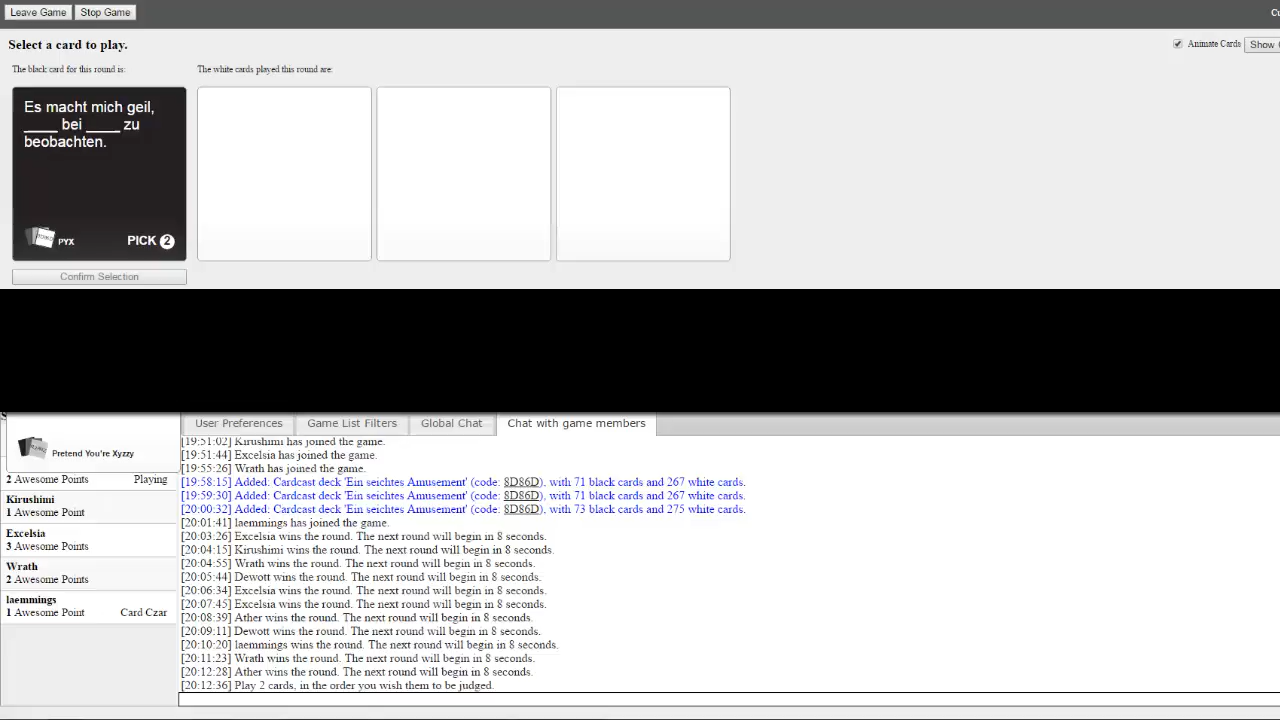 Leave Game Stop Game
Select a card to play.
Animate Cards Show
The black card for this round is:
The white cards played this round are:
Es macht mich geil,
____ bei ____ zu
beobachten.
PYX PICK 2
Confirm Selection
User Preferences Game List Filters Global Chat Chat with game members
Pretend You're Xyzzy
2 Awesome Points Playing
Kirushimi
1 Awesome Point
Excelsia
3 Awesome Points
Wrath
2 Awesome Points
laemmings
1 Awesome Point Card Czar
[19:51:02] Kirushimi has joined the game.
[19:51:44] Excelsia has joined the game.
[19:55:26] Wrath has joined the game.
[19:58:15] Added: Cardcast deck 'Ein seichtes Amusement' (code: 8D86D), with 71 black cards and 267 white cards.
[19:59:30] Added: Cardcast deck 'Ein seichtes Amusement' (code: 8D86D), with 71 black cards and 267 white cards.
[20:00:32] Added: Cardcast deck 'Ein seichtes Amusement' (code: 8D86D), with 73 black cards and 275 white cards.
[20:01:41] laemmings has joined the game.
[20:03:26] Excelsia wins the round. The next round will begin in 8 seconds.
[20:04:15] Kirushimi wins the round. The next round will begin in 8 seconds.
[20:04:55] Wrath wins the round. The next round will begin in 8 seconds.
[20:05:44] Dewott wins the round. The next round will begin in 8 seconds.
[20:06:34] Excelsia wins the round. The next round will begin in 8 seconds.
[20:07:45] Excelsia wins the round. The next round will begin in 8 seconds.
[20:08:39] Ather wins the round. The next round will begin in 8 seconds.
[20:09:11] Dewott wins the round. The next round will begin in 8 seconds.
[20:10:20] laemmings wins the round. The next round will begin in 8 seconds.
[20:11:23] Wrath wins the round. The next round will begin in 8 seconds.
[20:12:28] Ather wins the round. The next round will begin in 8 seconds.
[20:12:36] Play 2 cards, in the order you wish them to be judged.